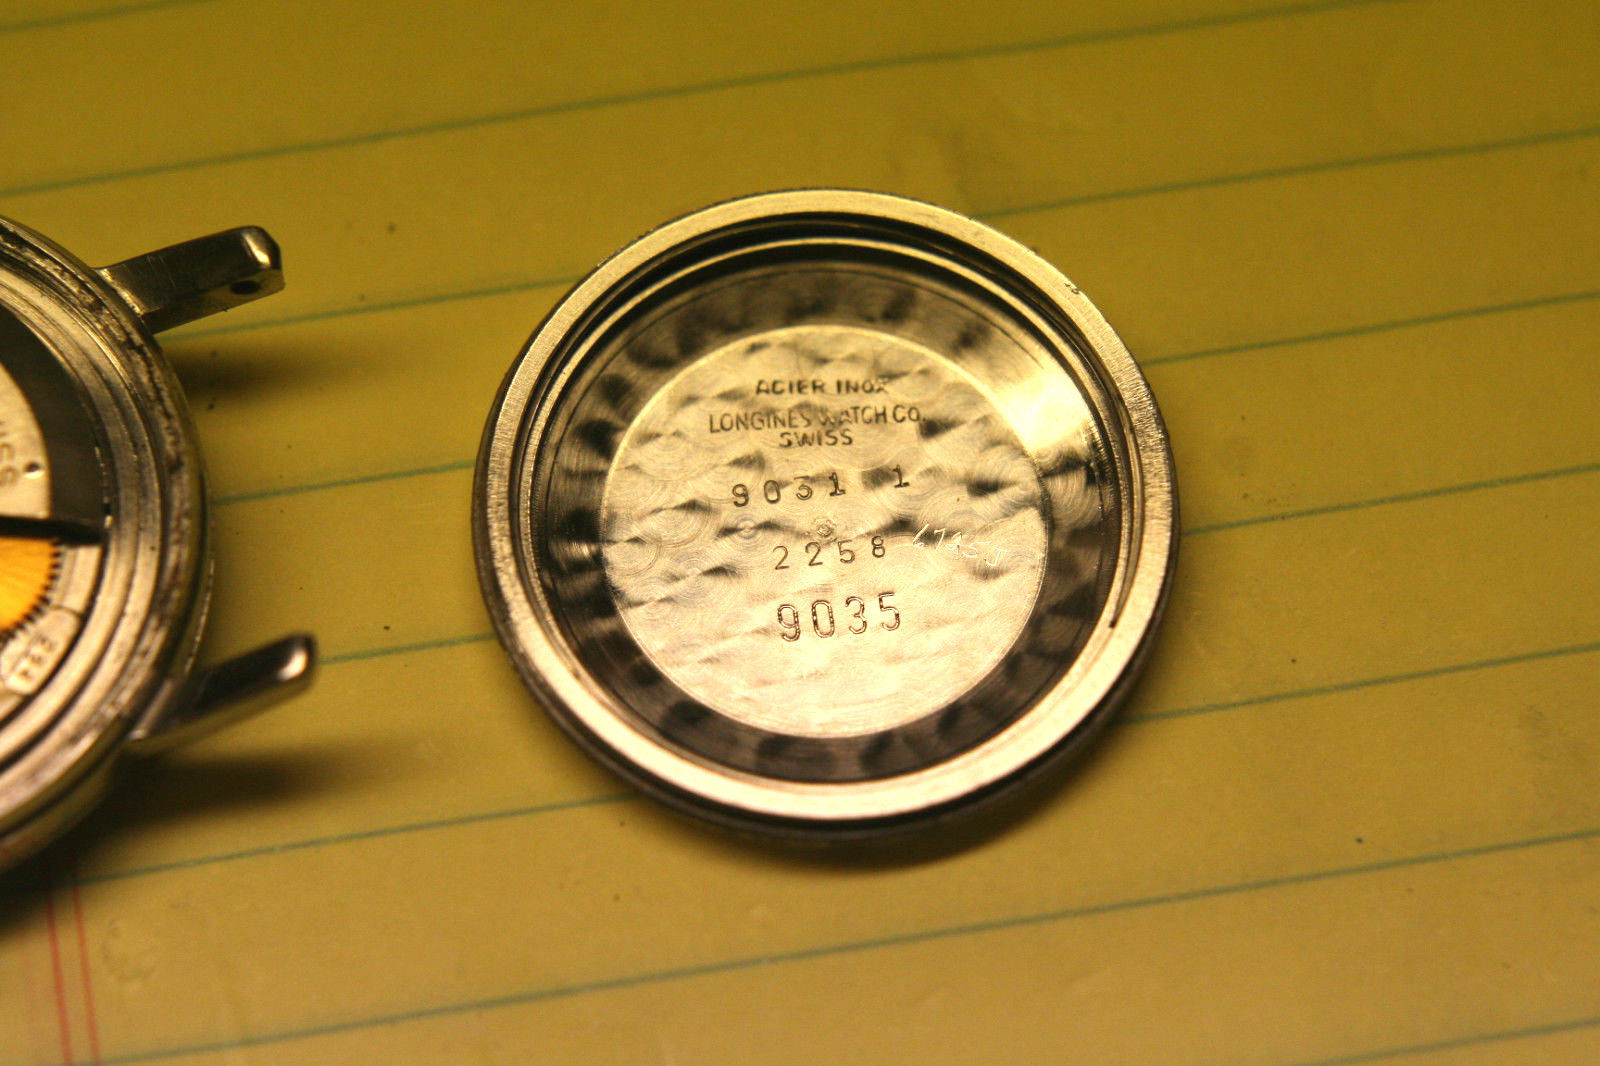 ACIER INOX
LONGINES WATCH CO.
SWISS
9031 1
2258
9035